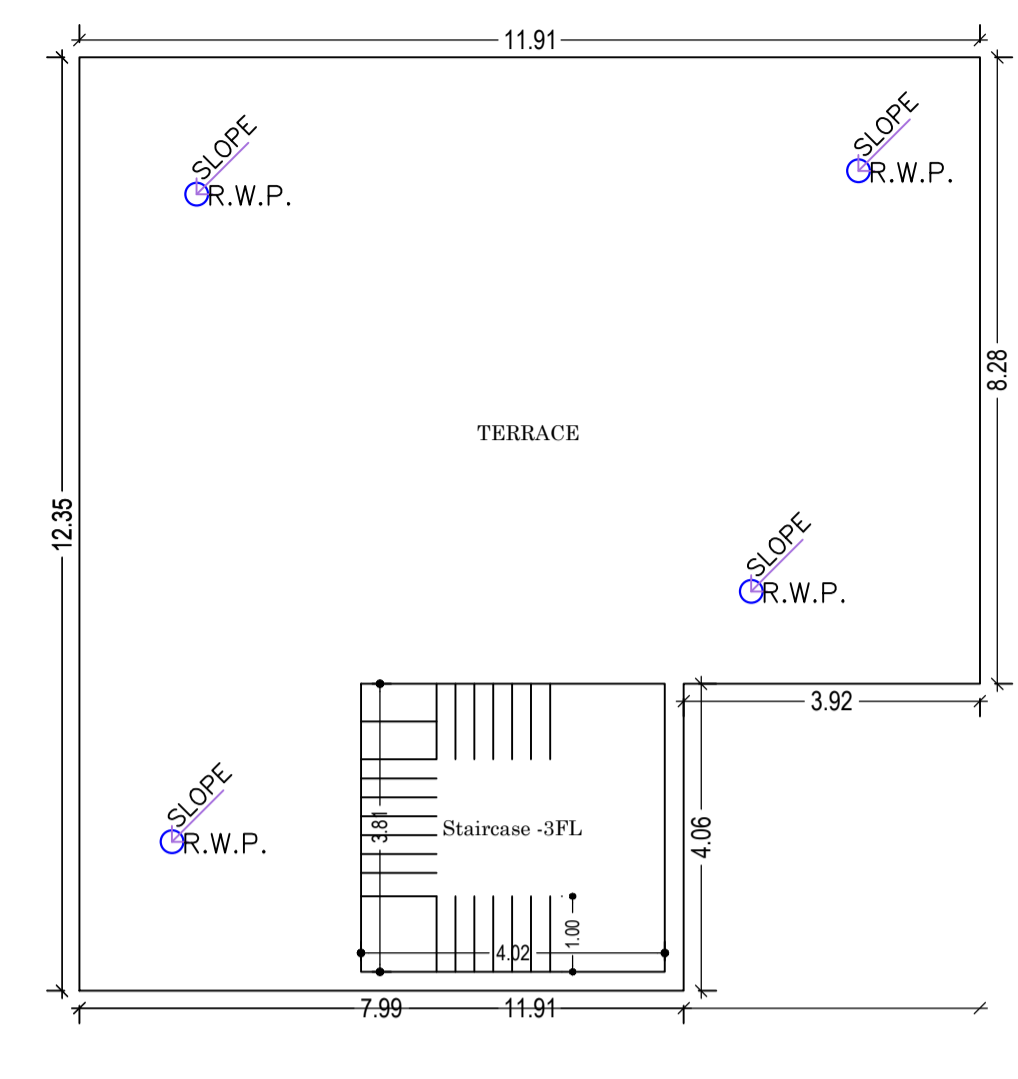 11.91
SLOPE
R.W.P.
SLOPE
R.W.P.
8.28
TERRACE
12.35
SLOPE
R.W.P.
3.92
SLOPE
R.W.P.
3.81
Staircase -3FL
4.06
1.00
4.02
7.99
11.91